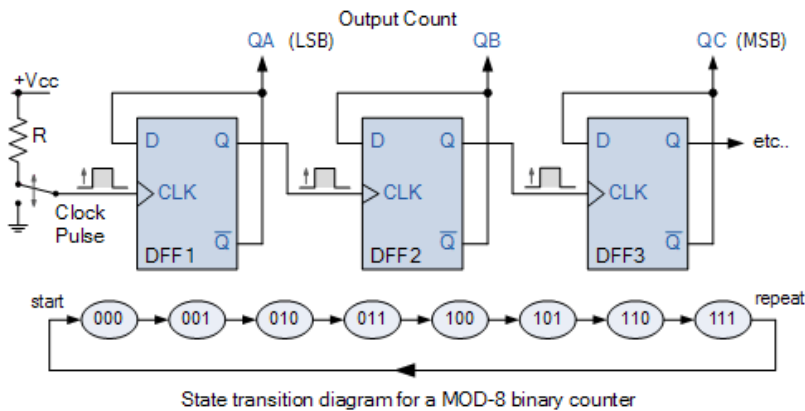 Output Count
QA (LSB) QB QC (MSB)
+Vcc
R
D Q D Q D Q etc..
CLK CLK CLK
Clock
Pulse
Q Q Q
DFF1 DFF2 DFF3
start repeat
000 001 010 011 100 101 110 111
State transition diagram for a MOD-8 binary counter